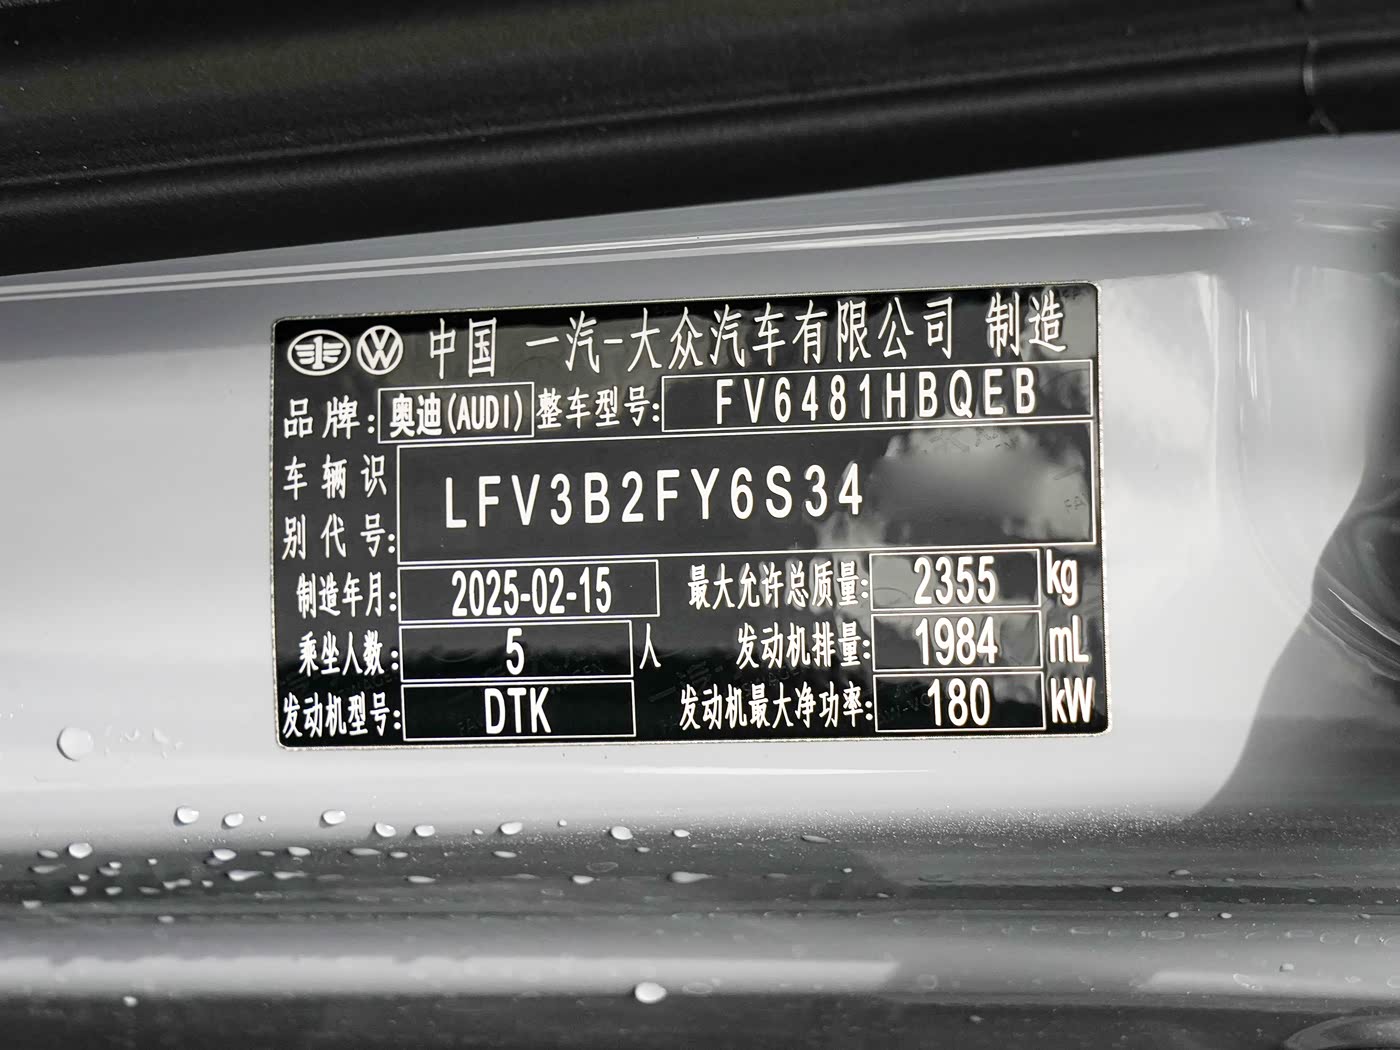 中国 一汽-大众汽车有限公司 制造
品牌: 奥迪(AUDI) 整车型号: FV6481HBQEB
车辆识别代号: LFV3B2FY6S34
制造年月: 2025-02-15 最大允许总质量: 2355 kg
乘坐人数: 5 人 发动机排量: 1984 mL
发动机型号: DTK 发动机最大净功率: 180 kW